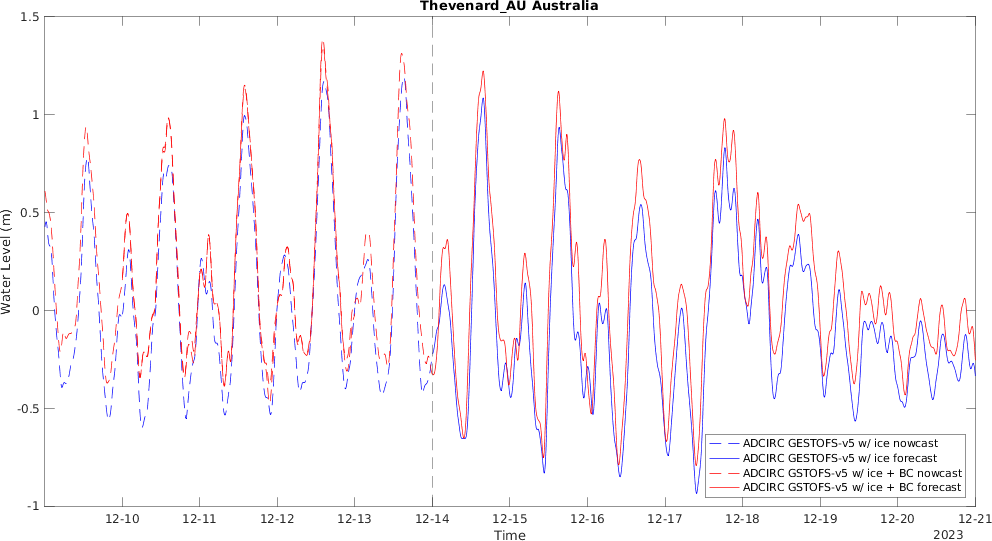 Thevenard_AU Australia
1.5
1
0.5
0
-0.5
-1
Water Level (m)
12-10 12-11 12-12 12-13 12-14 12-15 12-16 12-17 12-18 12-19 12-20 12-21
Time
2023
ADCIRC GESTOFS-v5 w/ ice nowcast
ADCIRC GESTOFS-v5 w/ ice forecast
ADCIRC GSTOFS-v5 w/ ice + BC nowcast
ADCIRC GSTOFS-v5 w/ ice + BC forecast